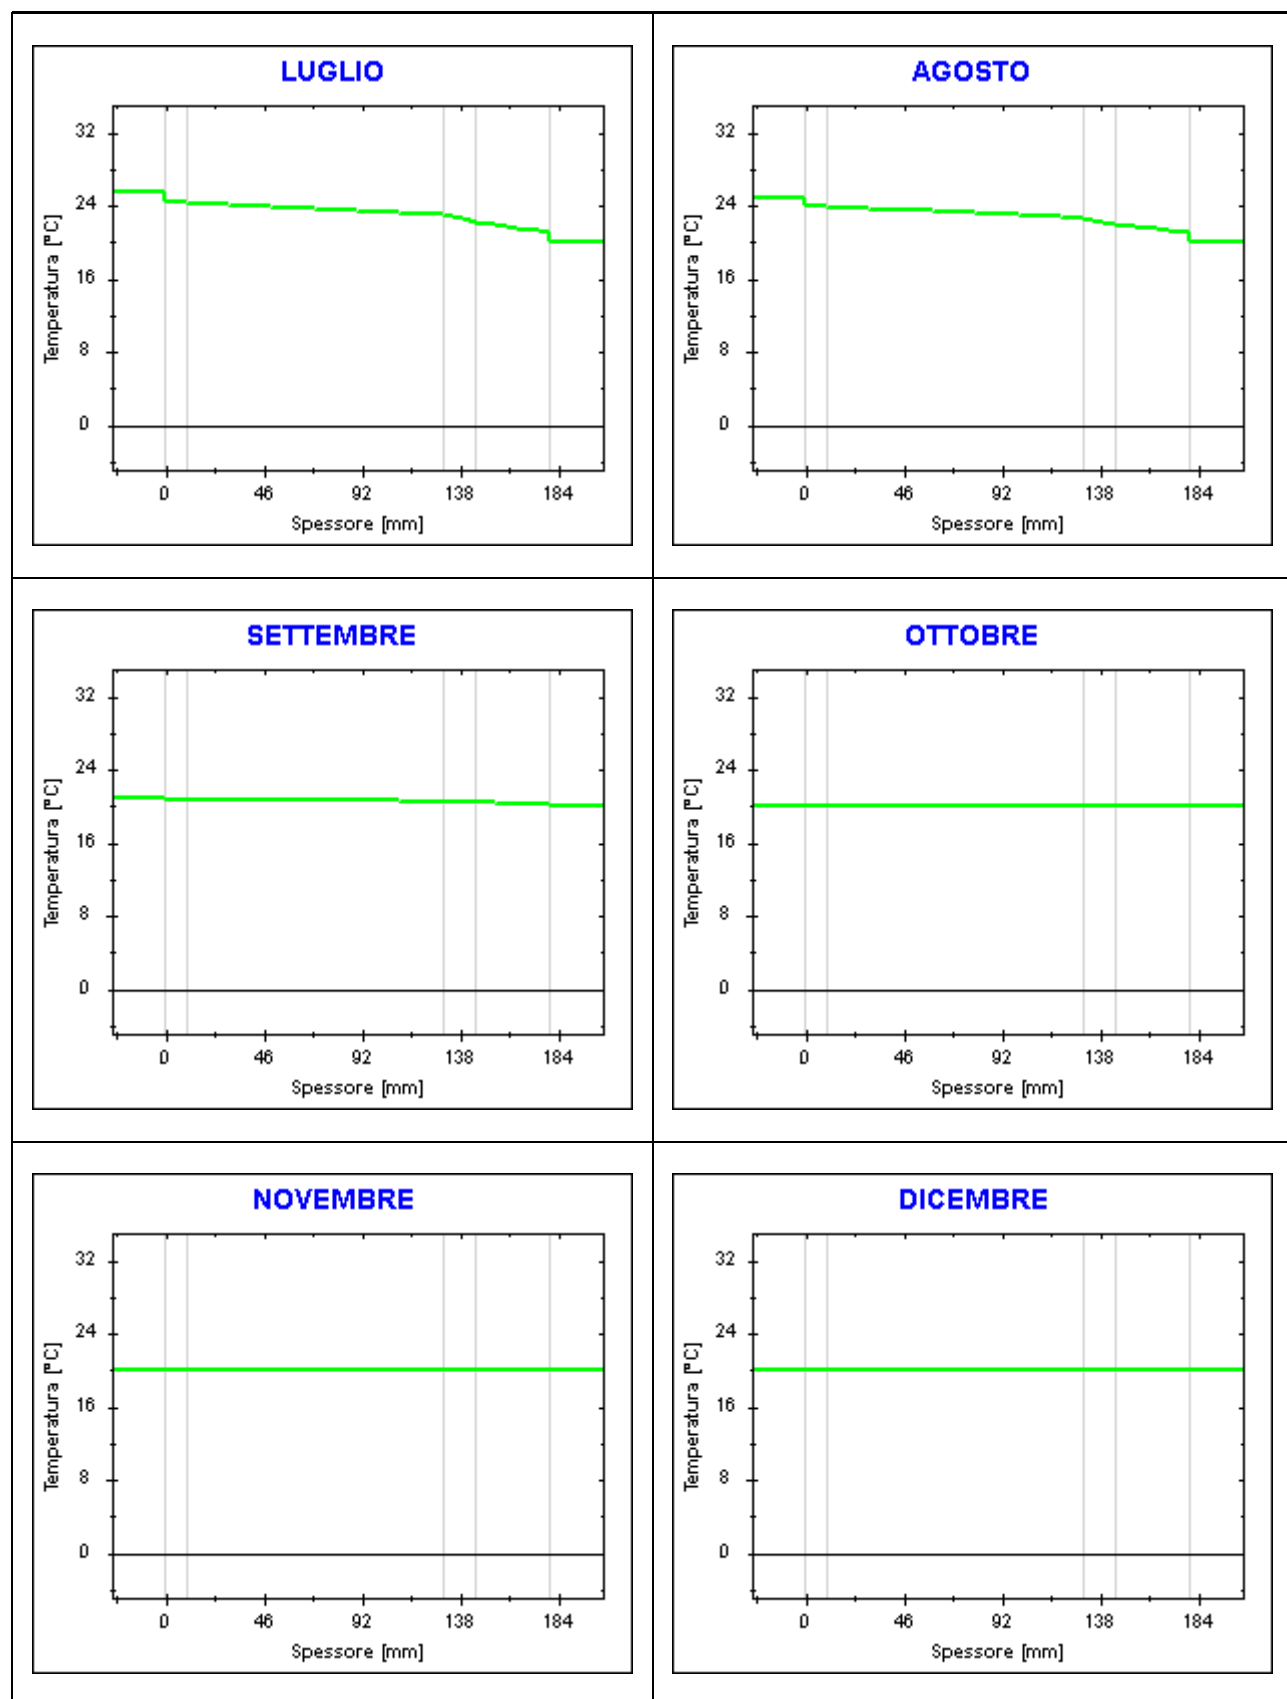 LUGLIO
32
24
16
8
0
Temperatura [°C]
0 46 92 138 184
Spessore [mm]
AGOSTO
32
24
16
8
0
Temperatura [°C]
0 46 92 138 184
Spessore [mm]
SETTEMBRE
32
24
16
8
0
Temperatura [°C]
0 46 92 138 184
Spessore [mm]
OTTOBRE
32
24
16
8
0
Temperatura [°C]
0 46 92 138 184
Spessore [mm]
NOVEMBRE
32
24
16
8
0
Temperatura [°C]
0 46 92 138 184
Spessore [mm]
DICEMBRE
32
24
16
8
0
Temperatura [°C]
0 46 92 138 184
Spessore [mm]